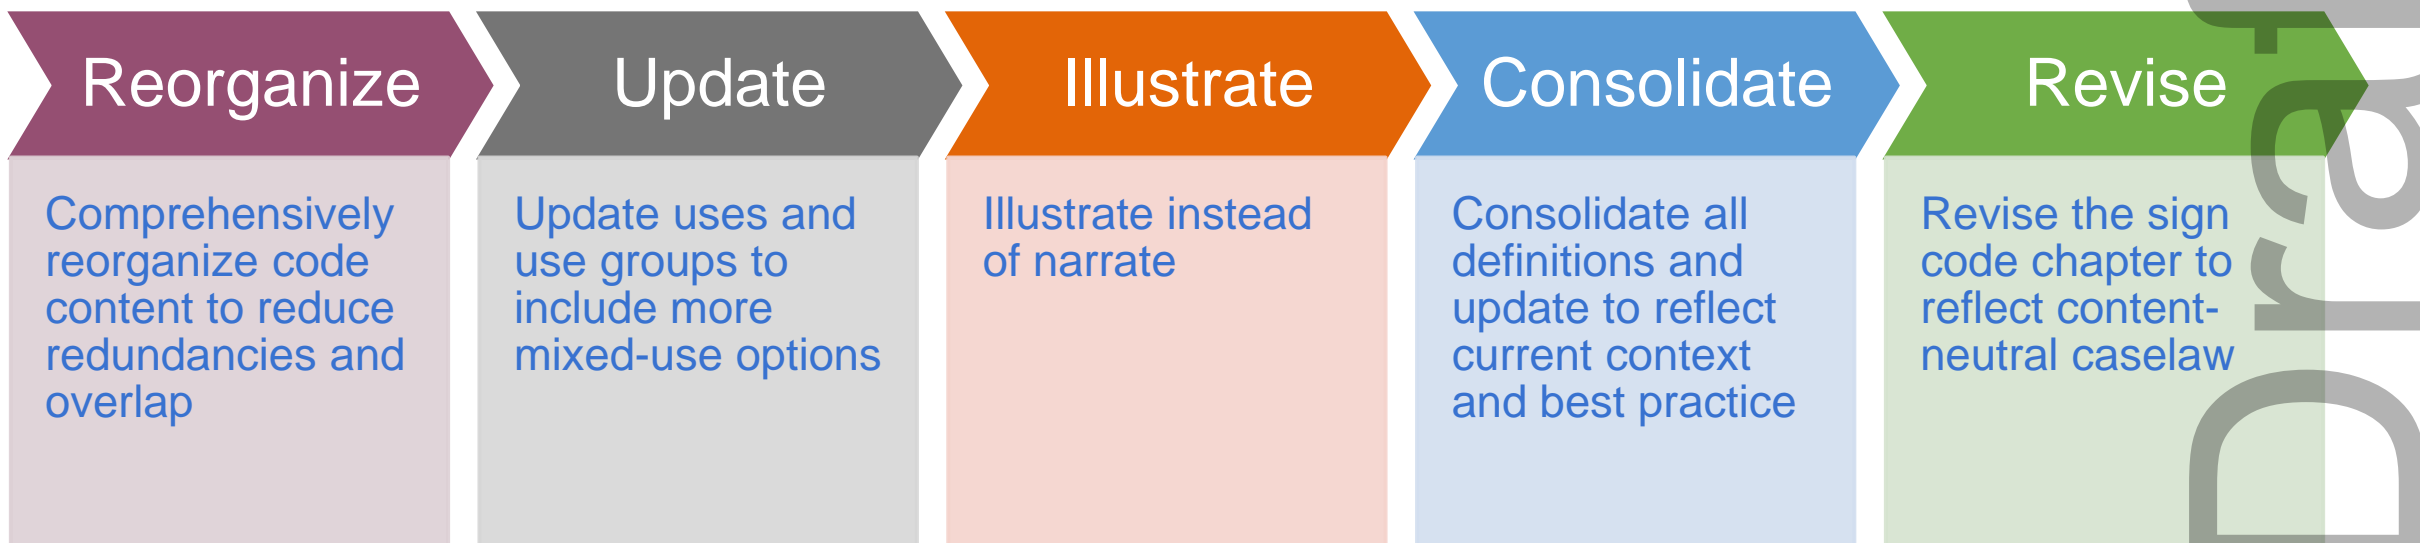 Reorganize
Comprehensively
reorganize code
content to reduce
redundancies and
overlap
Update
Update uses and
use groups to
include more
mixed-use options
Illustrate
Illustrate instead
of narrate
Consolidate
Consolidate all
definitions and
update to reflect
current context
and best practice
Revise
Revise the sign
code chapter to
reflect content-
neutral caselaw